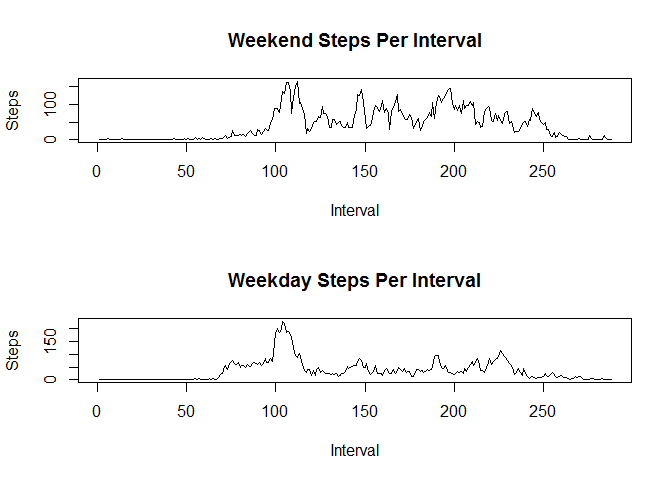 Weekend Steps Per Interval
Steps
100
0
0 50 100 150 200 250
Interval
Weekday Steps Per Interval
Steps
150
0
0 50 100 150 200 250
Interval